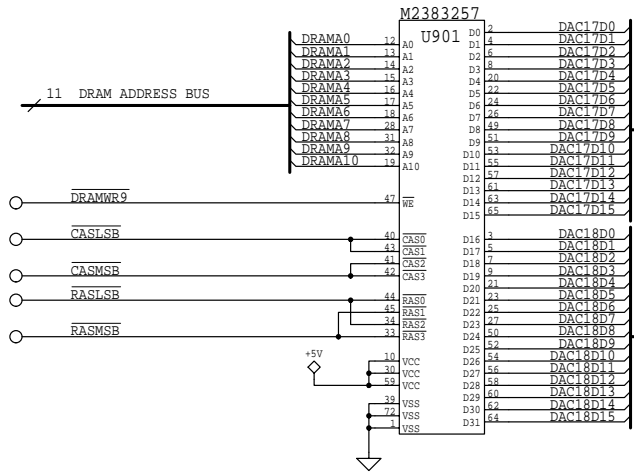 M2383257
U901
11 DRAM ADDRESS BUS
DRAMA0 12 A0
DRAMA1 13 A1
DRAMA2 14 A2
DRAMA3 15 A3
DRAMA4 16 A4
DRAMA5 17 A5
DRAMA6 18 A6
DRAMA7 28 A7
DRAMA8 31 A8
DRAMA9 32 A9
DRAMA10 19 A10
DRAMWR9 47 WE
CASLSB 40 CAS0
43 CAS1
41 CAS2
CASMSB 42 CAS3
RASLSB 44 RAS0
45 RAS1
34 RAS2
RASMSB 33 RAS3
+5V
10 VCC
30 VCC
59 VCC
39 VSS
72 VSS
1 VSS
D0 2 DAC17D0
D1 4 DAC17D1
D2 6 DAC17D2
D3 8 DAC17D3
D4 20 DAC17D4
D5 22 DAC17D5
D6 24 DAC17D6
D7 26 DAC17D7
D8 49 DAC17D8
D9 51 DAC17D9
D10 53 DAC17D10
D11 55 DAC17D11
D12 57 DAC17D12
D13 61 DAC17D13
D14 63 DAC17D14
D15 65 DAC17D15
D16 3 DAC18D0
D17 5 DAC18D1
D18 7 DAC18D2
D19 9 DAC18D3
D20 21 DAC18D4
D21 23 DAC18D5
D22 25 DAC18D6
D23 27 DAC18D7
D24 50 DAC18D8
D25 52 DAC18D9
D26 54 DAC18D10
D27 56 DAC18D11
D28 58 DAC18D12
D29 60 DAC18D13
D30 62 DAC18D14
D31 64 DAC18D15